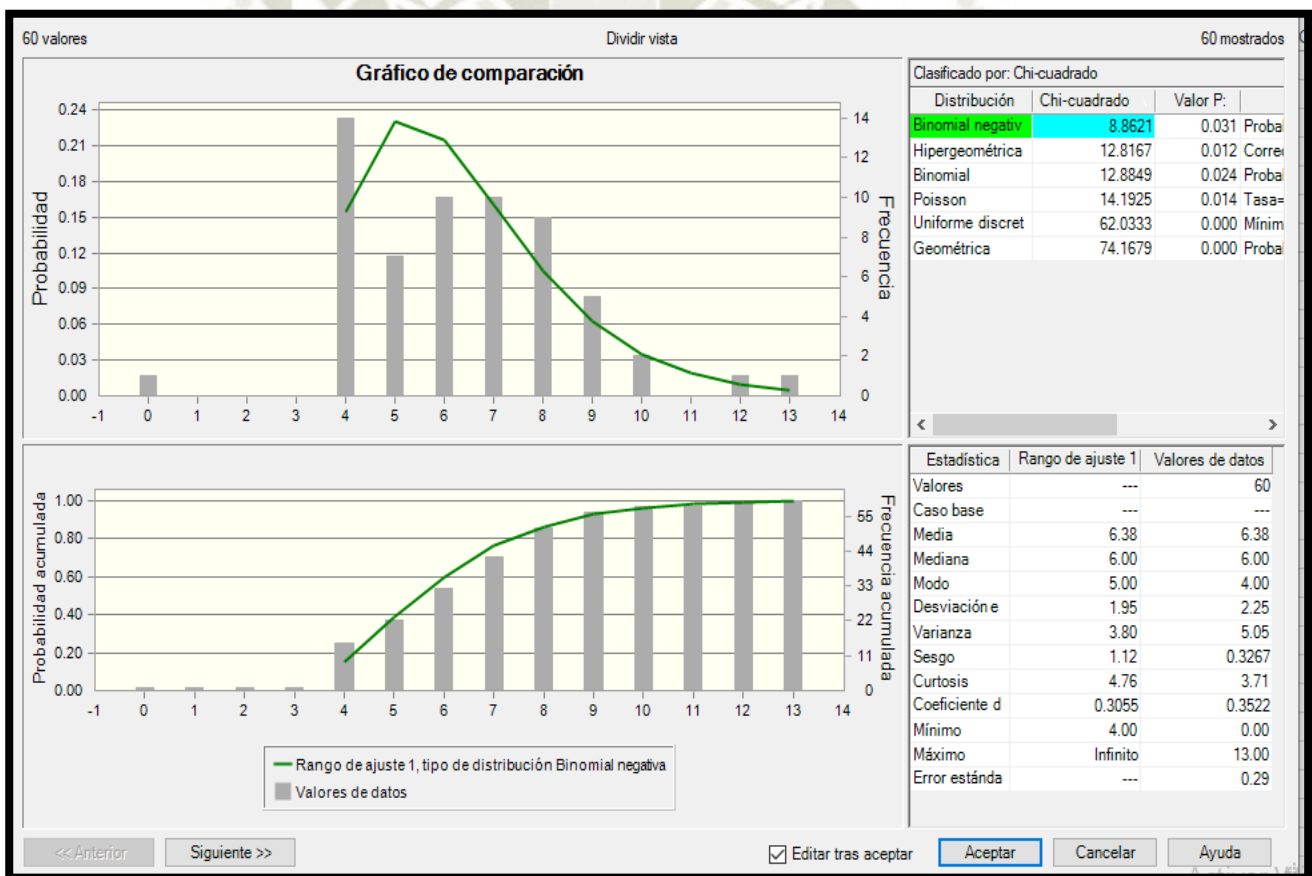 60 valores Dividir vista 60 mostrados
Gráfico de comparación
0.24
0.21
0.18
0.15
0.12
0.09
0.06
0.03
0.00
Probabilidad
14
12
10
8
6
4
2
0
Frecuencia
-1 0 1 2 3 4 5 6 7 8 9 10 11 12 13 14
Clasificado por: Chi-cuadrado
Distribución Chi-cuadrado Valor P:
Binomial negativ 8.8621 0.031 Proba
Hipergeométrica 12.8167 0.012 Corre
Binomial 12.8849 0.024 Proba
Poisson 14.1925 0.014 Tasa=
Uniforme discret 62.0333 0.000 Mínim
Geométrica 74.1679 0.000 Proba
1.00
0.80
0.60
0.40
0.20
0.00
Probabilidad acumulada
55
44
33
22
11
0
Frecuencia acumulada
-1 0 1 2 3 4 5 6 7 8 9 10 11 12 13 14
Rango de ajuste 1, tipo de distribución Binomial negativa
Valores de datos
Estadística Rango de ajuste 1 Valores de datos
Valores --- 60
Caso base --- ---
Media 6.38 6.38
Mediana 6.00 6.00
Modo 5.00 4.00
Desviación e 1.95 2.25
Varianza 3.80 5.05
Sesgo 1.12 0.3267
Curtosis 4.76 3.71
Coeficiente d 0.3055 0.3522
Mínimo 4.00 0.00
Máximo Infinito 13.00
Error estánda --- 0.29
<< Anterior Siguiente >> Editar tras aceptar Aceptar Cancelar Ayuda